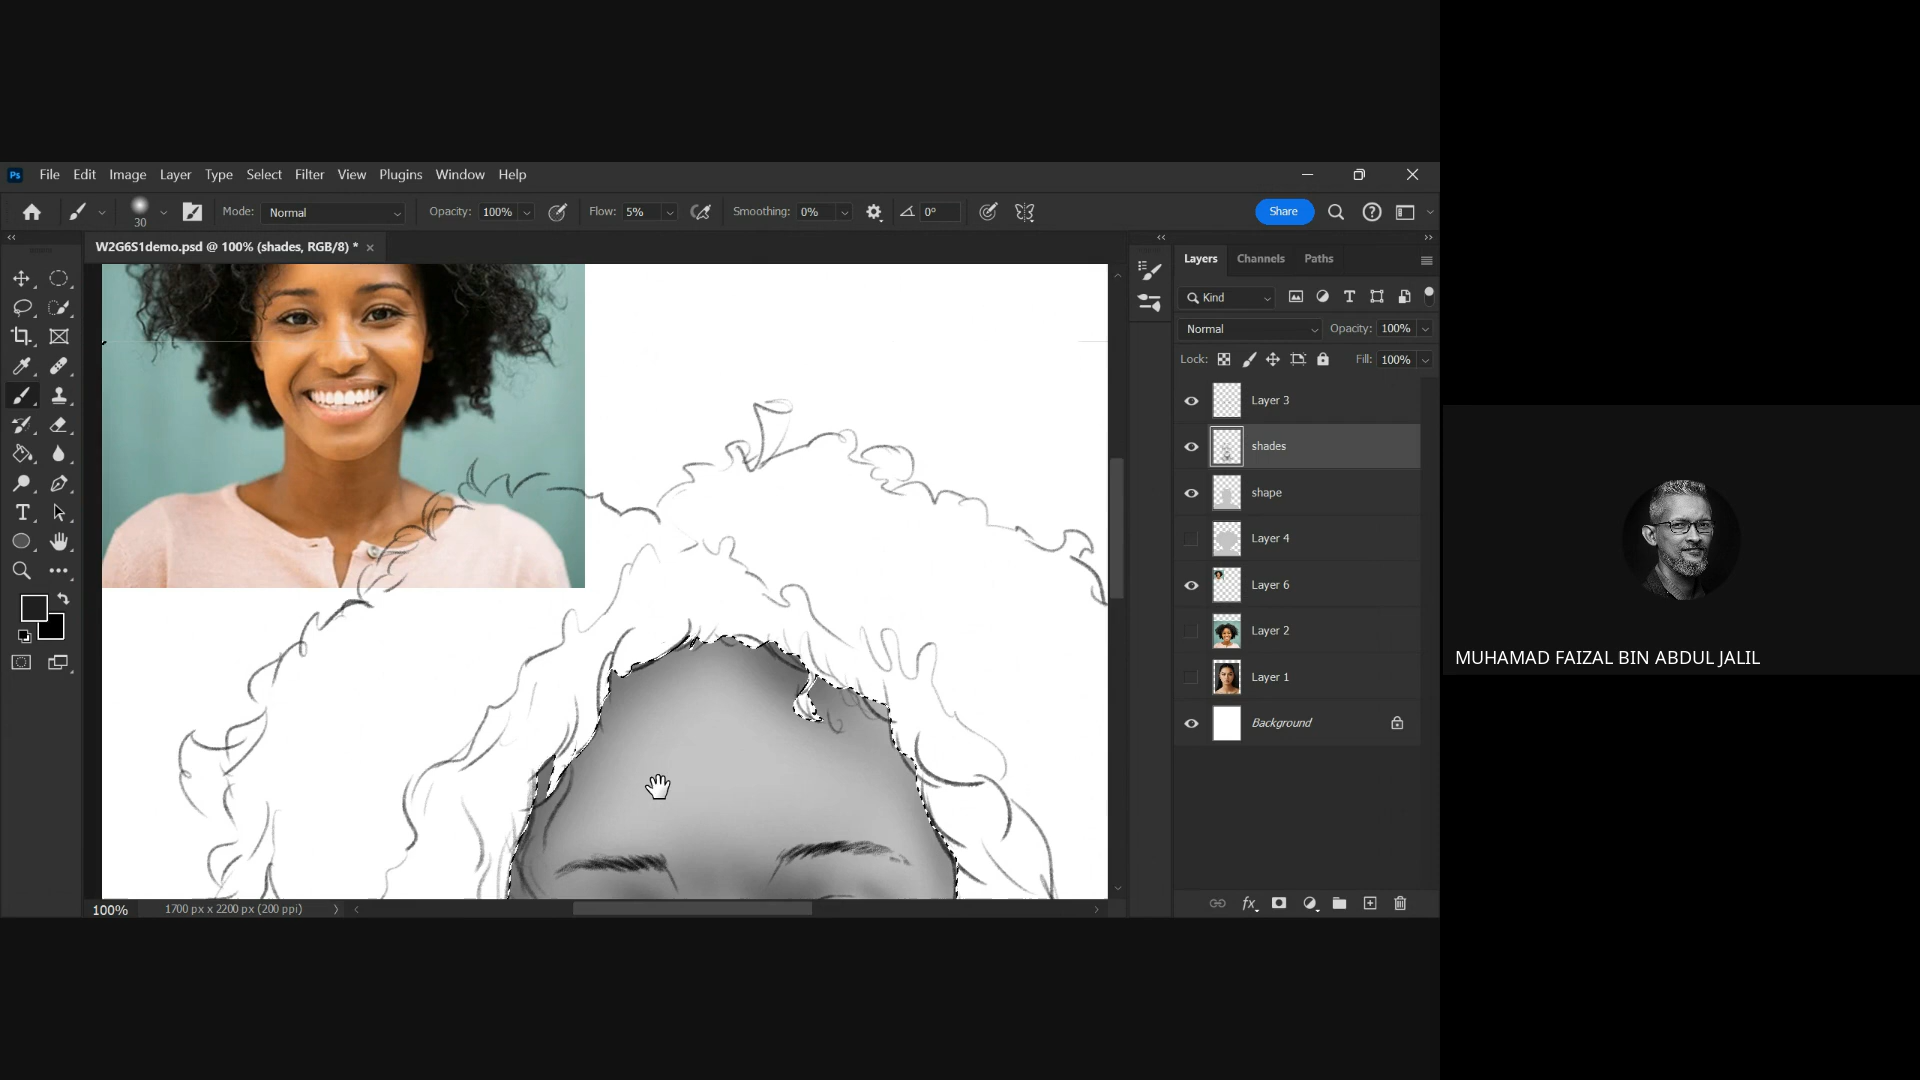 Ps File Edit Image Layer Type Select Filter View Plugins Window Help
30 Mode: Normal Opacity: 100% Flow: 5% Smoothing: 0% 0° Share
W2G6S1demo.psd @ 100% (shades, RGB/8) *
Layers Channels Paths
Kind
Normal Opacity: 100%
Lock: Fill: 100%
Layer 3
shades
shape
Layer 4
Layer 6
Layer 2
Layer 1
Background
fx
100% 1700 px x 2200 px (200 ppi)
MUHAMAD FAIZAL BIN ABDUL JALIL